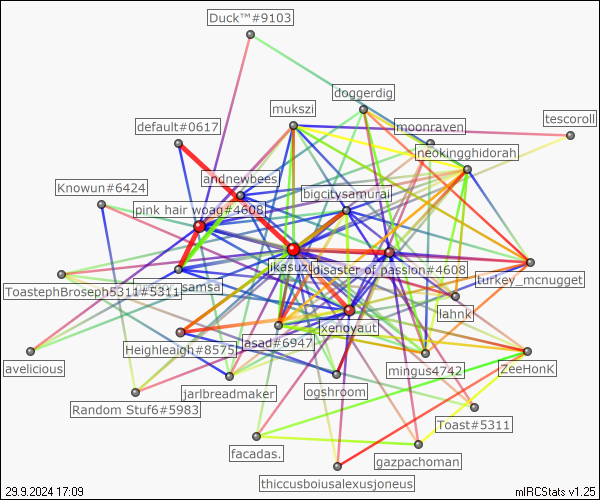 Duck™#9103
doggerdig
mukszi
tescoroll
default#0617
moonraven
neokingghidorah
andnewbees
Knowun#6424
bigcitysamurai
pink hair woag#4608
jikasuzu
disaster of passion#4608
turkey_mcnugget
ToastephBroseph5311#5311
samsa
lahnk
xenoyaut
Heighleaigh#8575
asad#6947
avelicious
mingus4742
ZeeHonK
jarlbreadmaker
ogshroom
Random Stuf6#5983
Toast#5311
facadas.
gazpachoman
thiccusboiusalexusjoneus
29.9.2024 17:09
mIRCStats v1.25